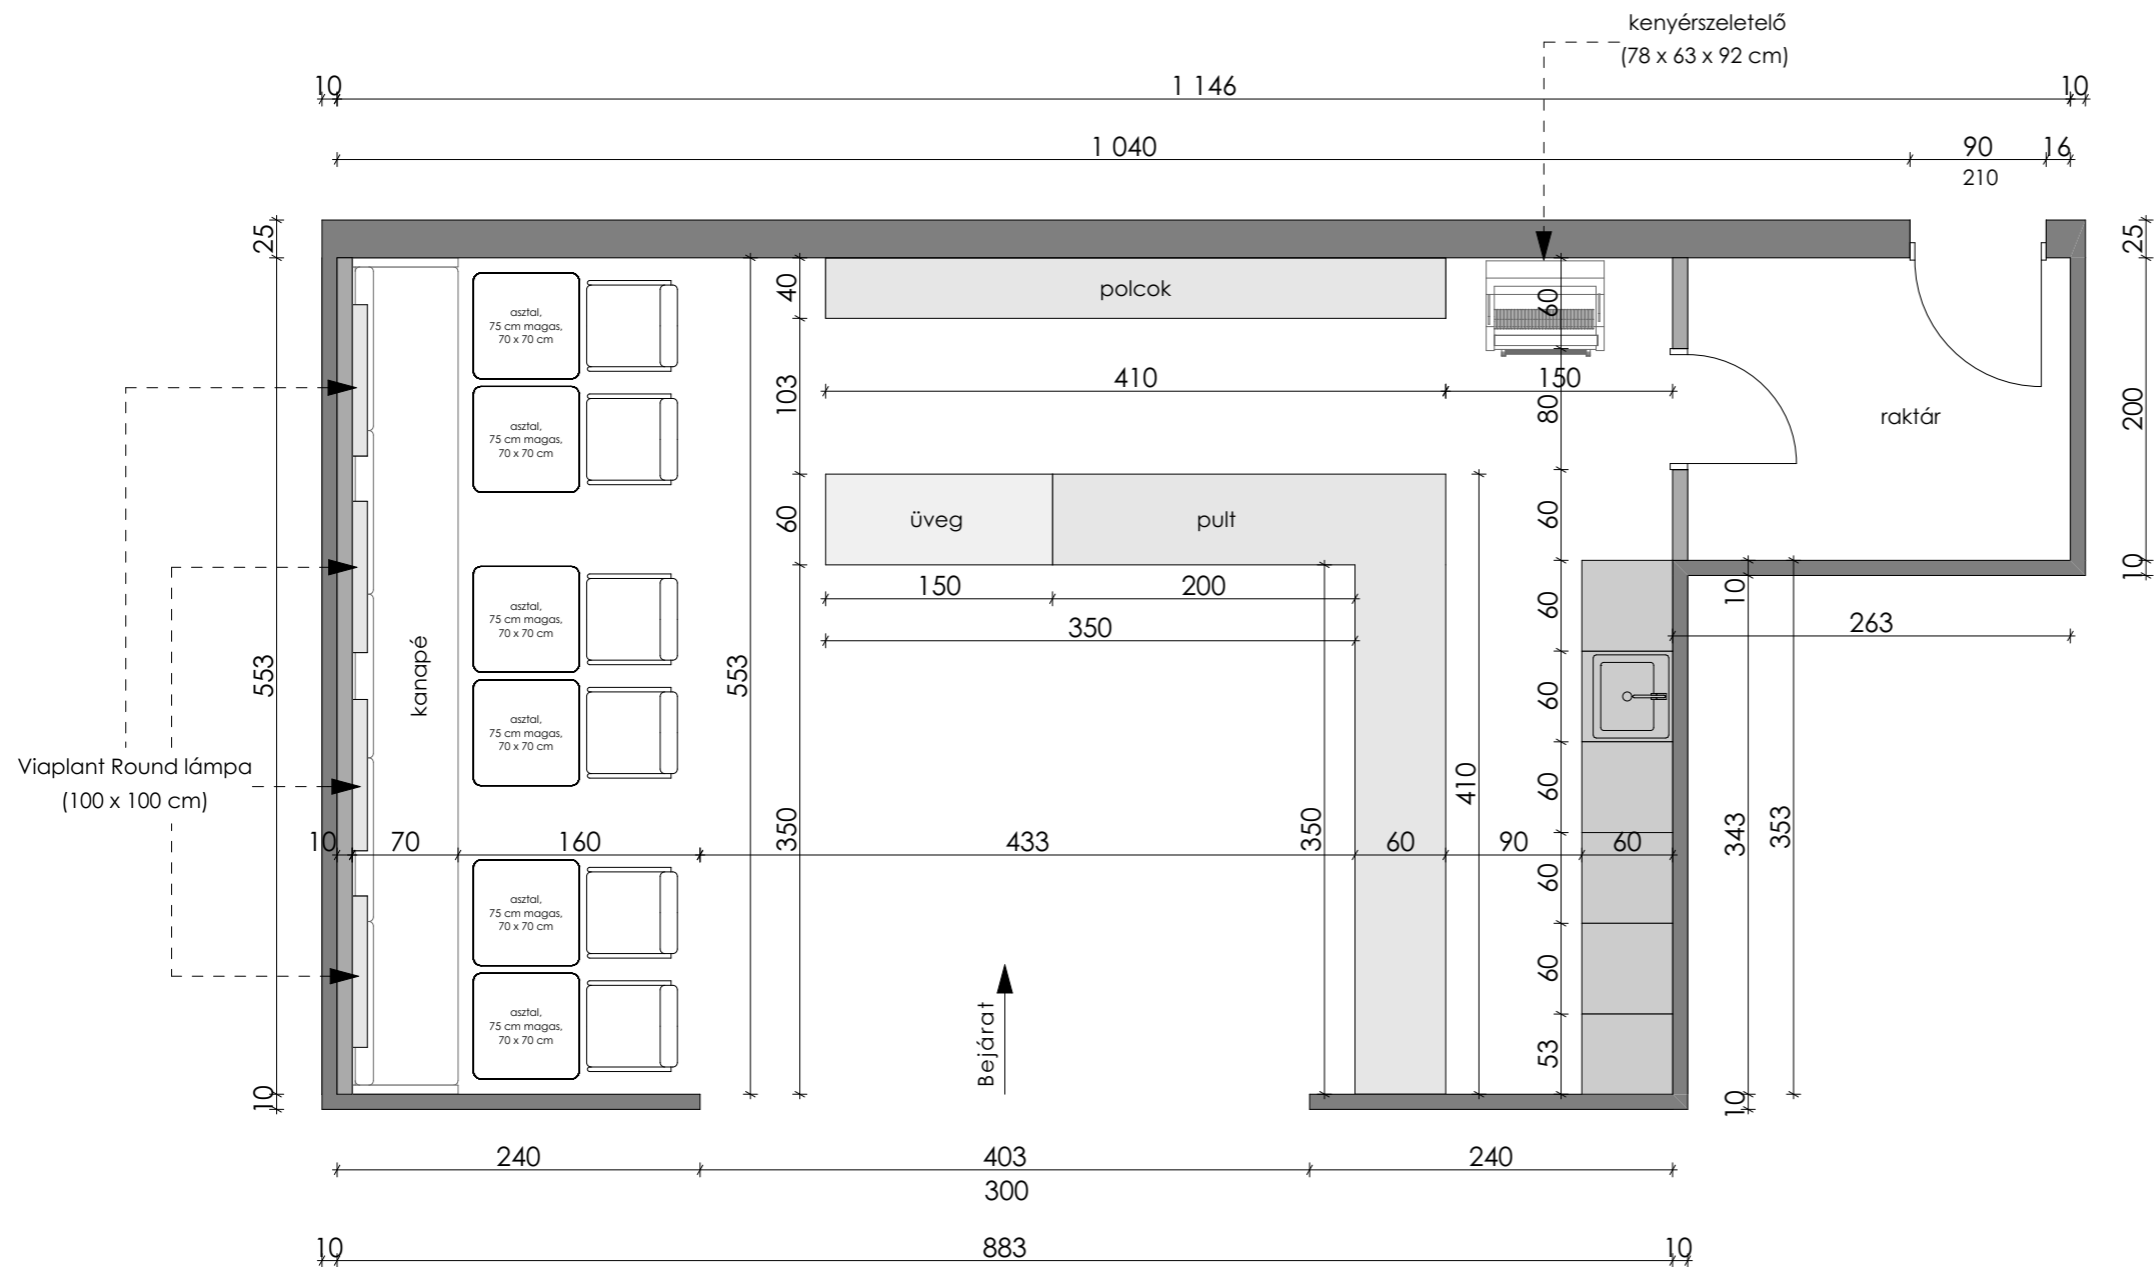 kenyérszeletelő
(78 x 63 x 92 cm)
10
1 146
10
1 040
90
16
210
25
25
40
polcok
60
asztal,
75 cm magas,
70 x 70 cm
410
150
103
80
200
raktár
asztal,
75 cm magas,
70 x 70 cm
60
üveg
pult
60
10
150
200
60
10
350
263
asztal,
75 cm magas,
70 x 70 cm
kanapé
553
553
60
asztal,
75 cm magas,
70 x 70 cm
Viaplant Round lámpa
(100 x 100 cm)
410
60
350
350
343
353
10
70
160
433
60
90
60
60
asztal,
75 cm magas,
70 x 70 cm
60
asztal,
75 cm magas,
70 x 70 cm
Bejárat
53
10
10
240
403
240
300
10
883
10